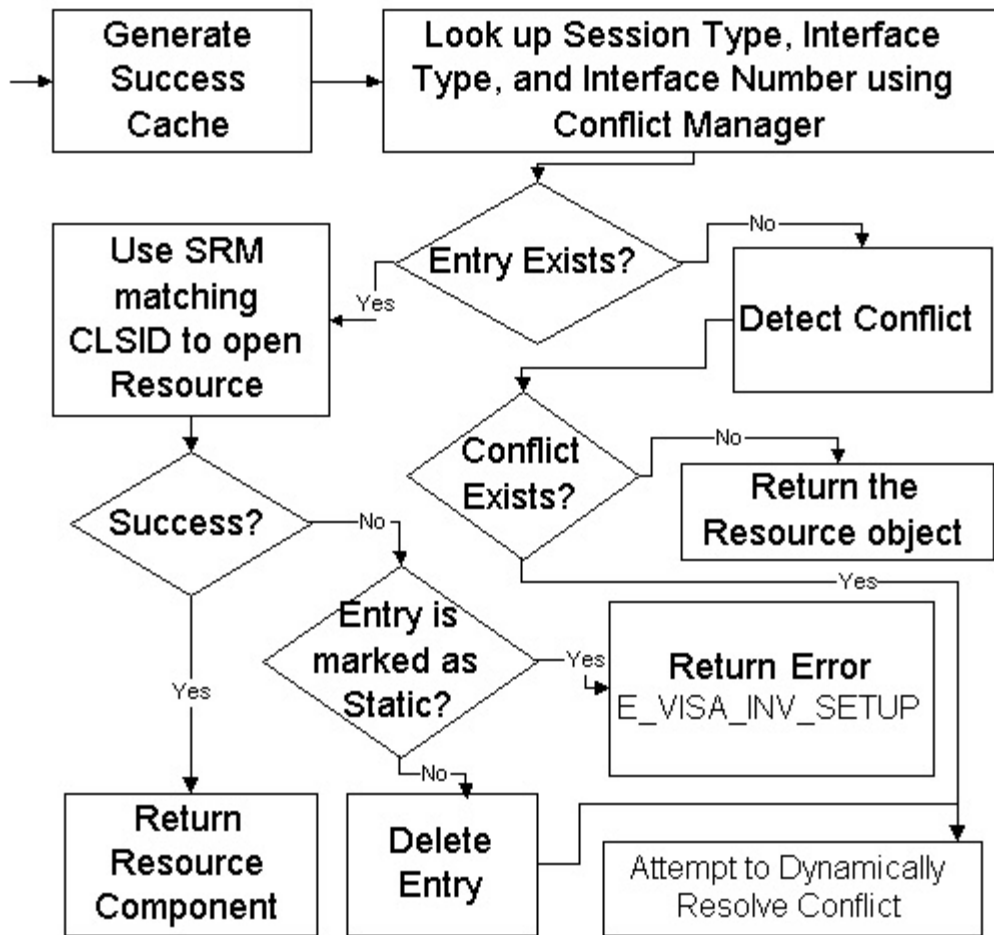 Generate
Success
Cache
Look up Session Type, Interface
Type, and Interface Number using
Conflict Manager
Entry Exists?
No
Yes
Use SRM
matching
CLSID to open
Resource
Detect Conflict
Conflict
Exists?
No
Return the
Resource object
Yes
Success?
No
Yes
Entry is
marked as
Static?
Yes
Return Error
E_VISA_INV_SETUP
No
Return
Resource
Component
Delete
Entry
Attempt to Dynamically
Resolve Conflict